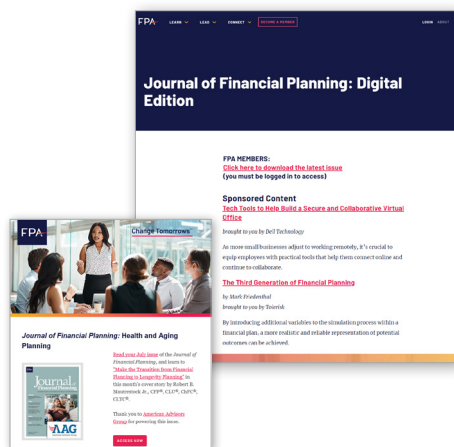 FPA
LEARN
LEAD
CONNECT
BECOME A MEMBER
LOGIN
ABOUT
Journal of Financial Planning: Digital
Edition
FPA MEMBERS:
Click here to download the latest issue
(you must be logged in to access)
Sponsored Content
Tech Tools to Help Build a Secure and Collaborative Virtual
Office
brought to you by Dell Technology
As more small businesses adjust to working remotely, it's crucial to
equip employees with practical tools that help them connect online and
continue to collaborate.
The Third Generation of Financial Planning
by Mark Friedenthal
brought to you by Tolerisk
By introducing additional variables to the simulation process within a
financial plan, a more realistic and reliable representation of potential
outcomes can be achieved.
FPA
Change Tomorrows
Journal of Financial Planning: Health and Aging
Planning
Read your July issue of the Journal of
Financial Planning, and learn to
"Make the Transition from Financial
Planning to Longevity Planning" in
this month's cover story by Robert B.
CFP®, CLU®, ChFC®,
CLTC®.
Thank you to American Advisors
Group for powering this issue.
ACCESS NOW
Journal
of Financial Planning
AAG